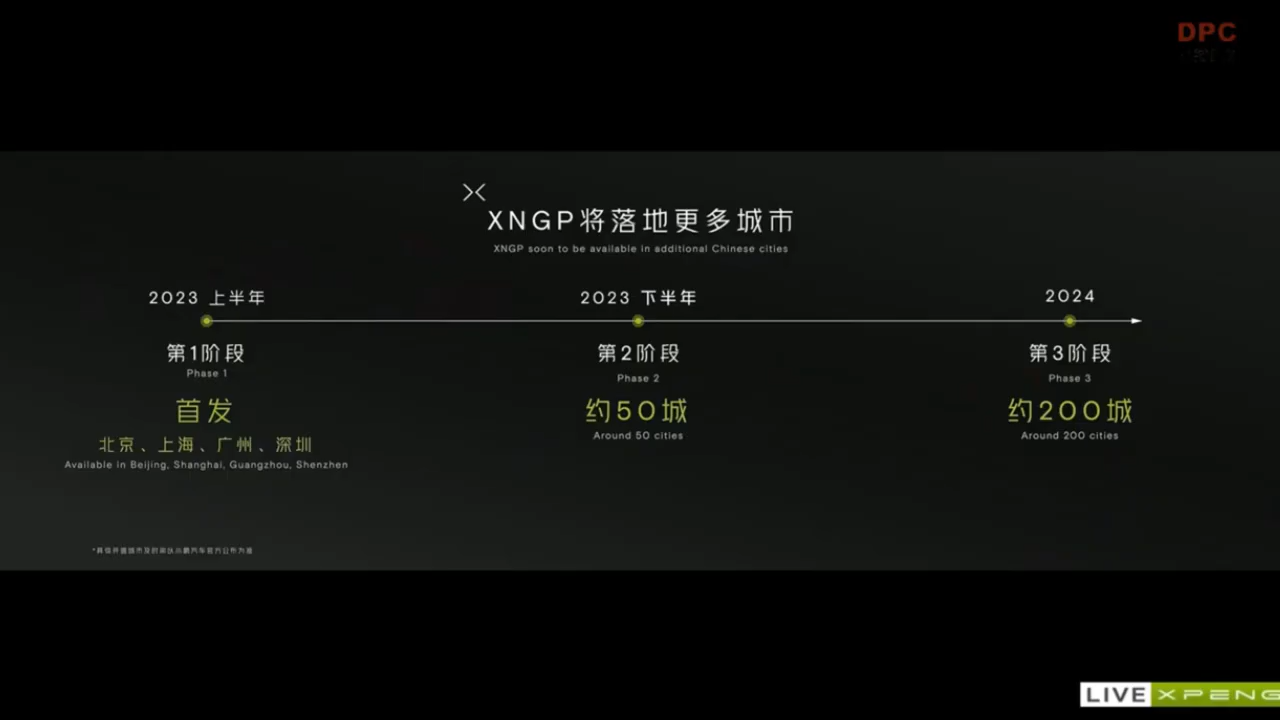 DPC
XNGP将落地更多城市
XNGP soon to be available in additional Chinese cities
2023 上半年
2023 下半年
2024
第1阶段
Phase 1
第2阶段
Phase 2
第3阶段
Phase 3
首发
北京、上海、广州、深圳
Available in Beijing, Shanghai, Guangzhou, Shenzhen
约50城
Around 50 cities
约200城
Around 200 cities
LIVE XPENG